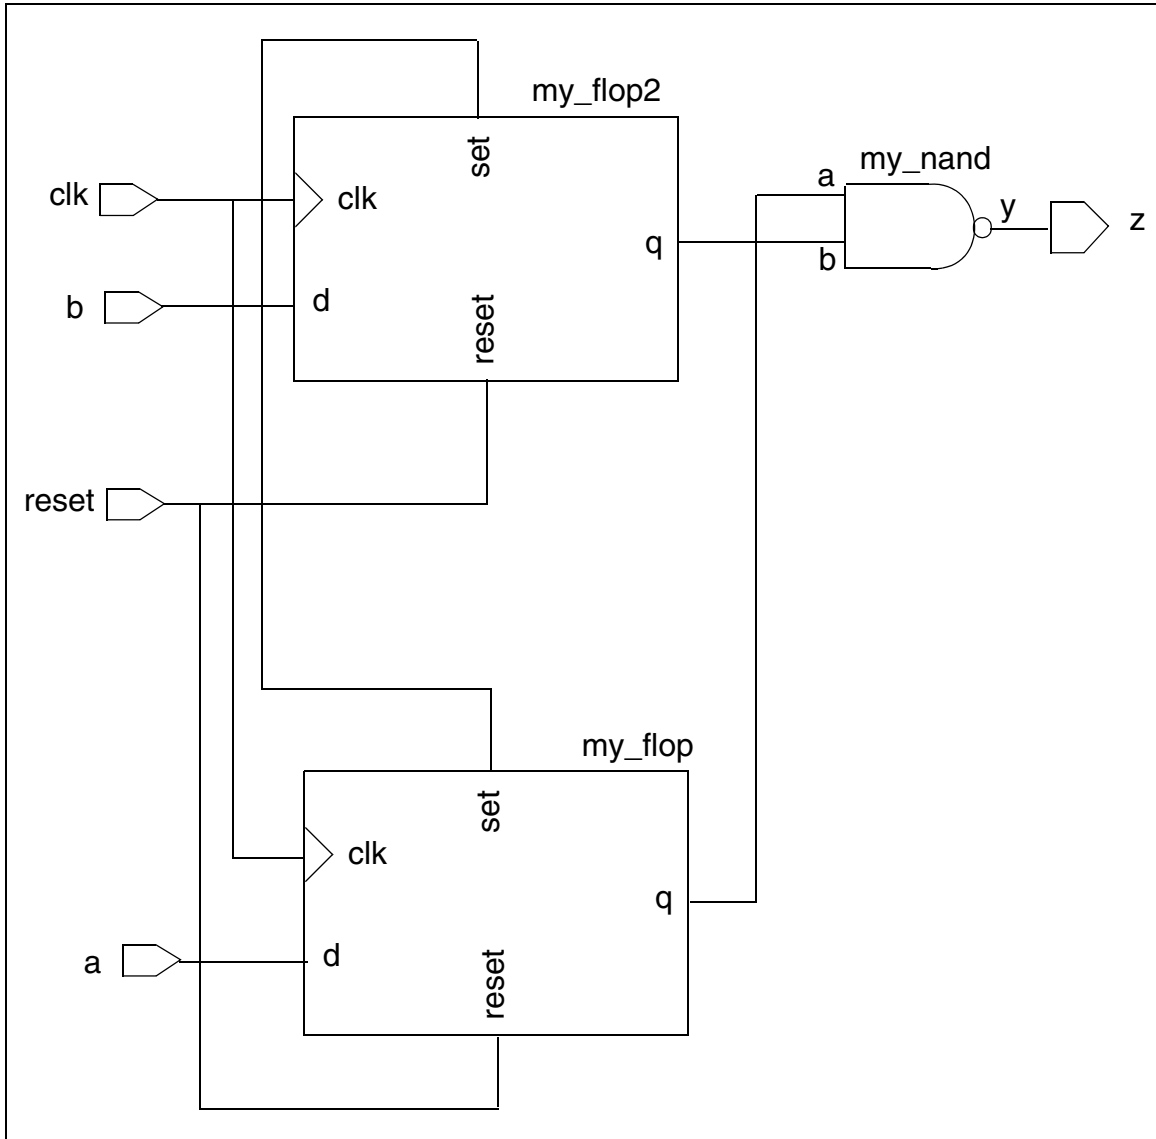 my_flop2
set
clk
clk
my_nand
a
y
z
q
b
b
d
reset
reset
my_flop
set
clk
q
a
d
reset